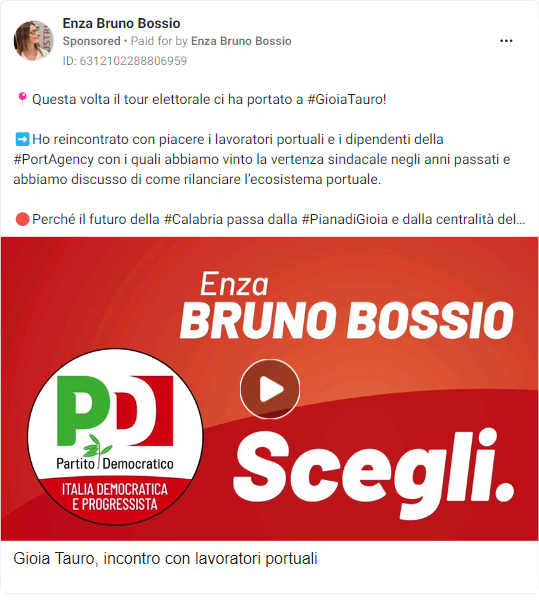 Enza Bruno Bossio
Sponsored • Paid for by Enza Bruno Bossio
ID: 6312102288806959
📍Questa volta il tour elettorale ci ha portato a #GioiaTauro!
➡️Ho reincontrato con piacere i lavoratori portuali e i dipendenti della
#PortAgency con i quali abbiamo vinto la vertenza sindacale negli anni passati e
abbiamo discusso di come rilanciare l'ecosistema portuale.
🔴Perché il futuro della #Calabria passa dalla #PianadiGioia e dalla centralità del...
Enza
BRUNO BOSSIO
PD
Partito Democratico
ITALIA DEMOCRATICA
E PROGRESSISTA
Scegli.
Gioia Tauro, incontro con lavoratori portuali